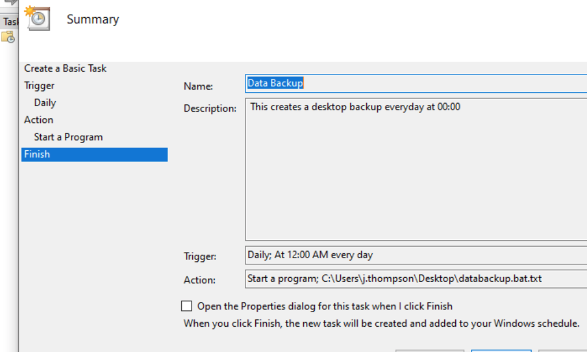 Summary
Task
Create a Basic Task
Trigger
Daily
Action
Start a Program
Finish
Name: Data Backup
Description: This creates a desktop backup everyday at 00:00
Trigger: Daily; At 12:00 AM every day
Action: Start a program; C:\Users\j.thompson\Desktop\databackup.bat.txt
Open the Properties dialog for this task when I click Finish
When you click Finish, the new task will be created and added to your Windows schedule.